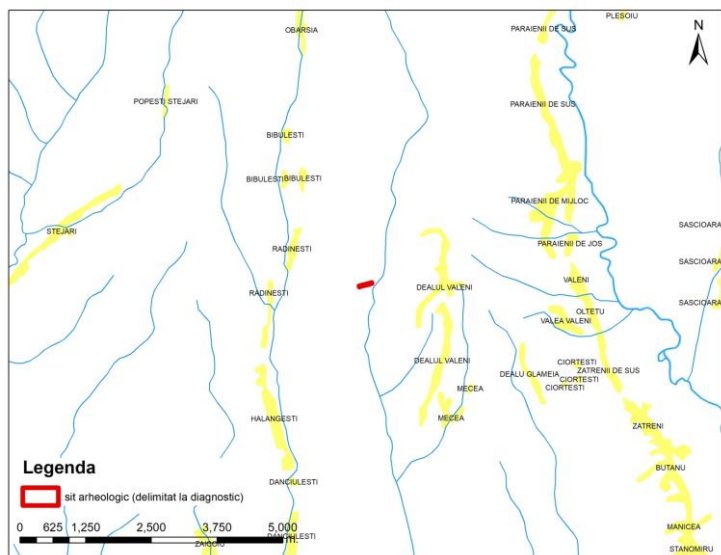 OBARSIA
PARAIENII DE SUS
PLESOIU
N
POPESTI STEJARI
PARAIENII DE SUS
BIBULESTI
BIBULESTI BIBULESTI
PARAIENII DE MIJLOC
STEJARI
SASCIOARA
RADINESTI
PARAIENII DE JOS
SASCIOARA
RADINESTI
DEALUL VALENI
VALENI
SASCIOARA
OLTETU
VALEA VALENI
DEALUL VALENI
CIORTESTI
DEALU GLAMEIA
ZATRENII DE SUS
CIORTESTI
MECEA
CIORTESTI
HALANGESTI
MECEA
ZATRENI
Legenda
BUTANU
DANCIULESTI
sit arheologic (delimitat la diagnostic)
MANICEA
DANCIULESTI
STANOMIRU
0 625 1,250 2,500 3,750 5,000
m.